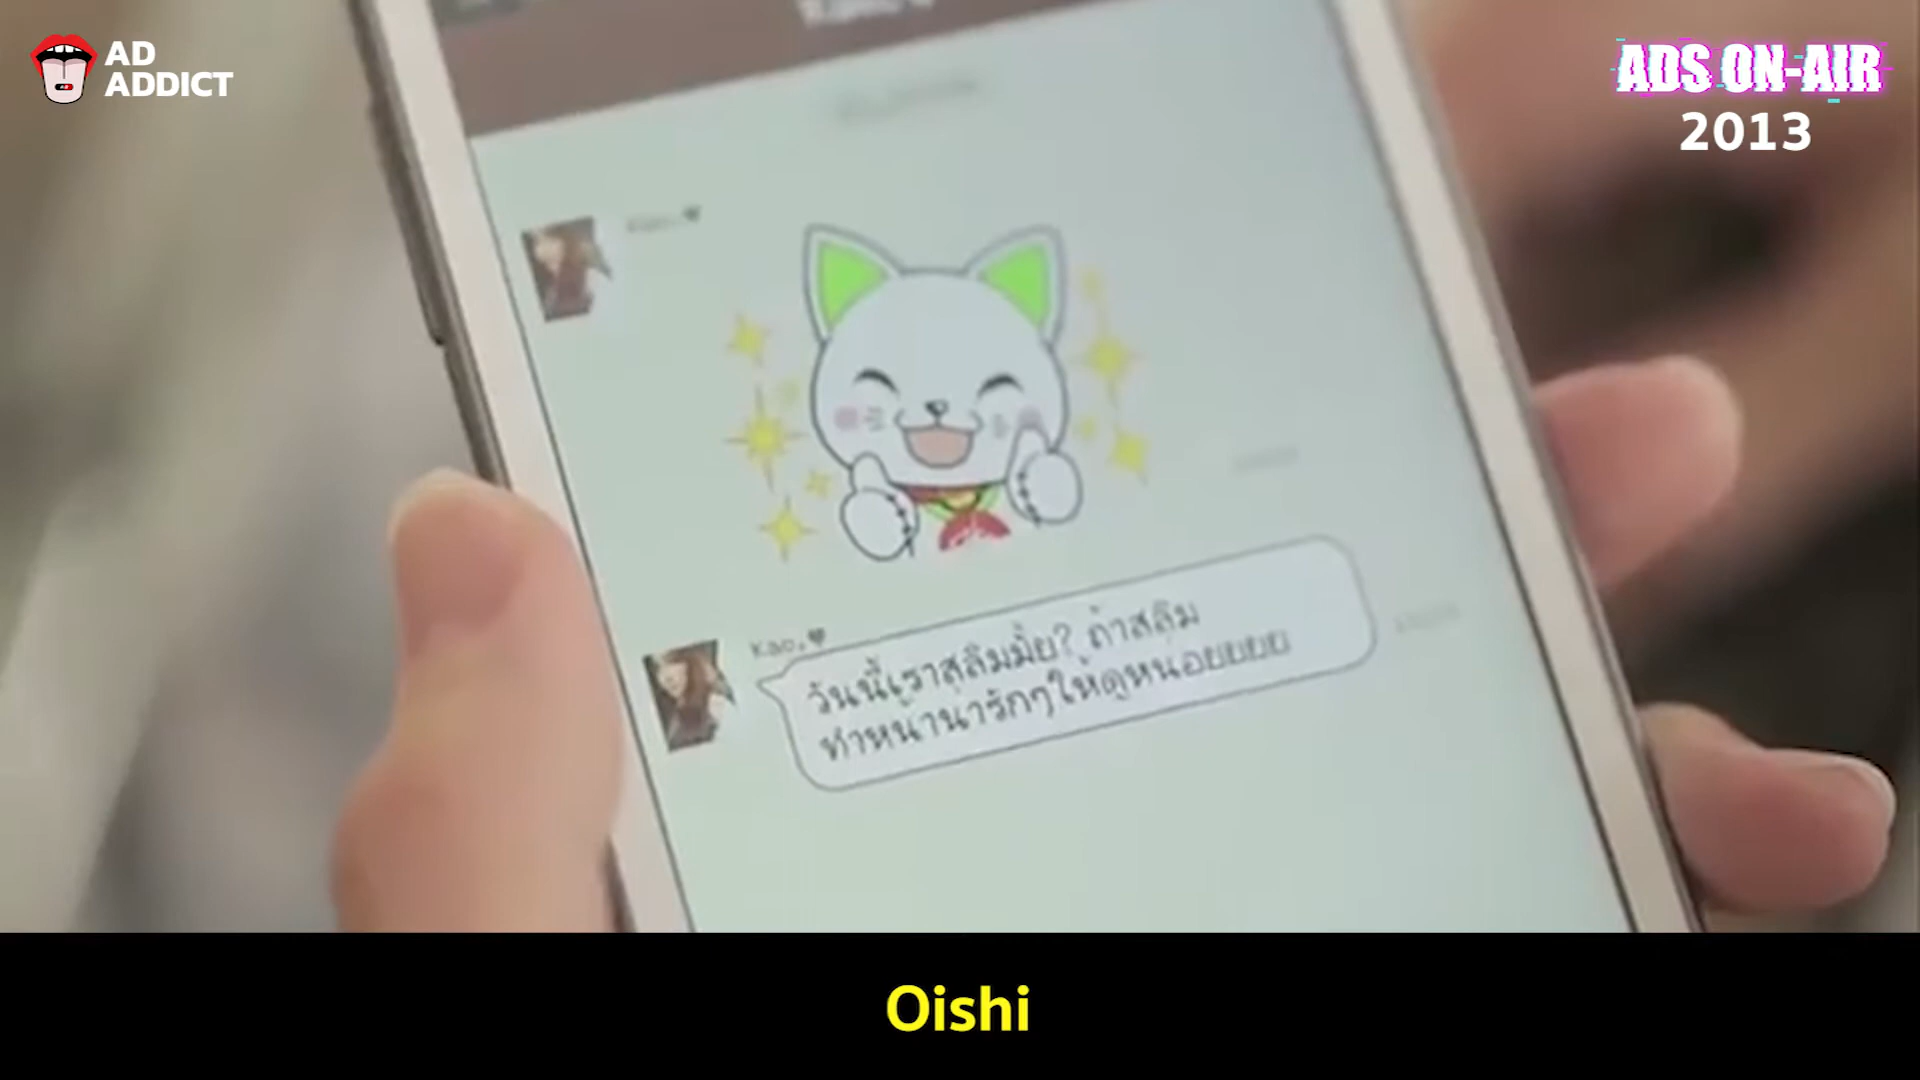 AD
ADDICT
ADS ON-AIR
2013
Kao.♥
วันนี้เราสลิมมั้ย? ถ้าสลิม
ทำหน้าน่ารักๆให้ดูหน่อยยยย
Oishi